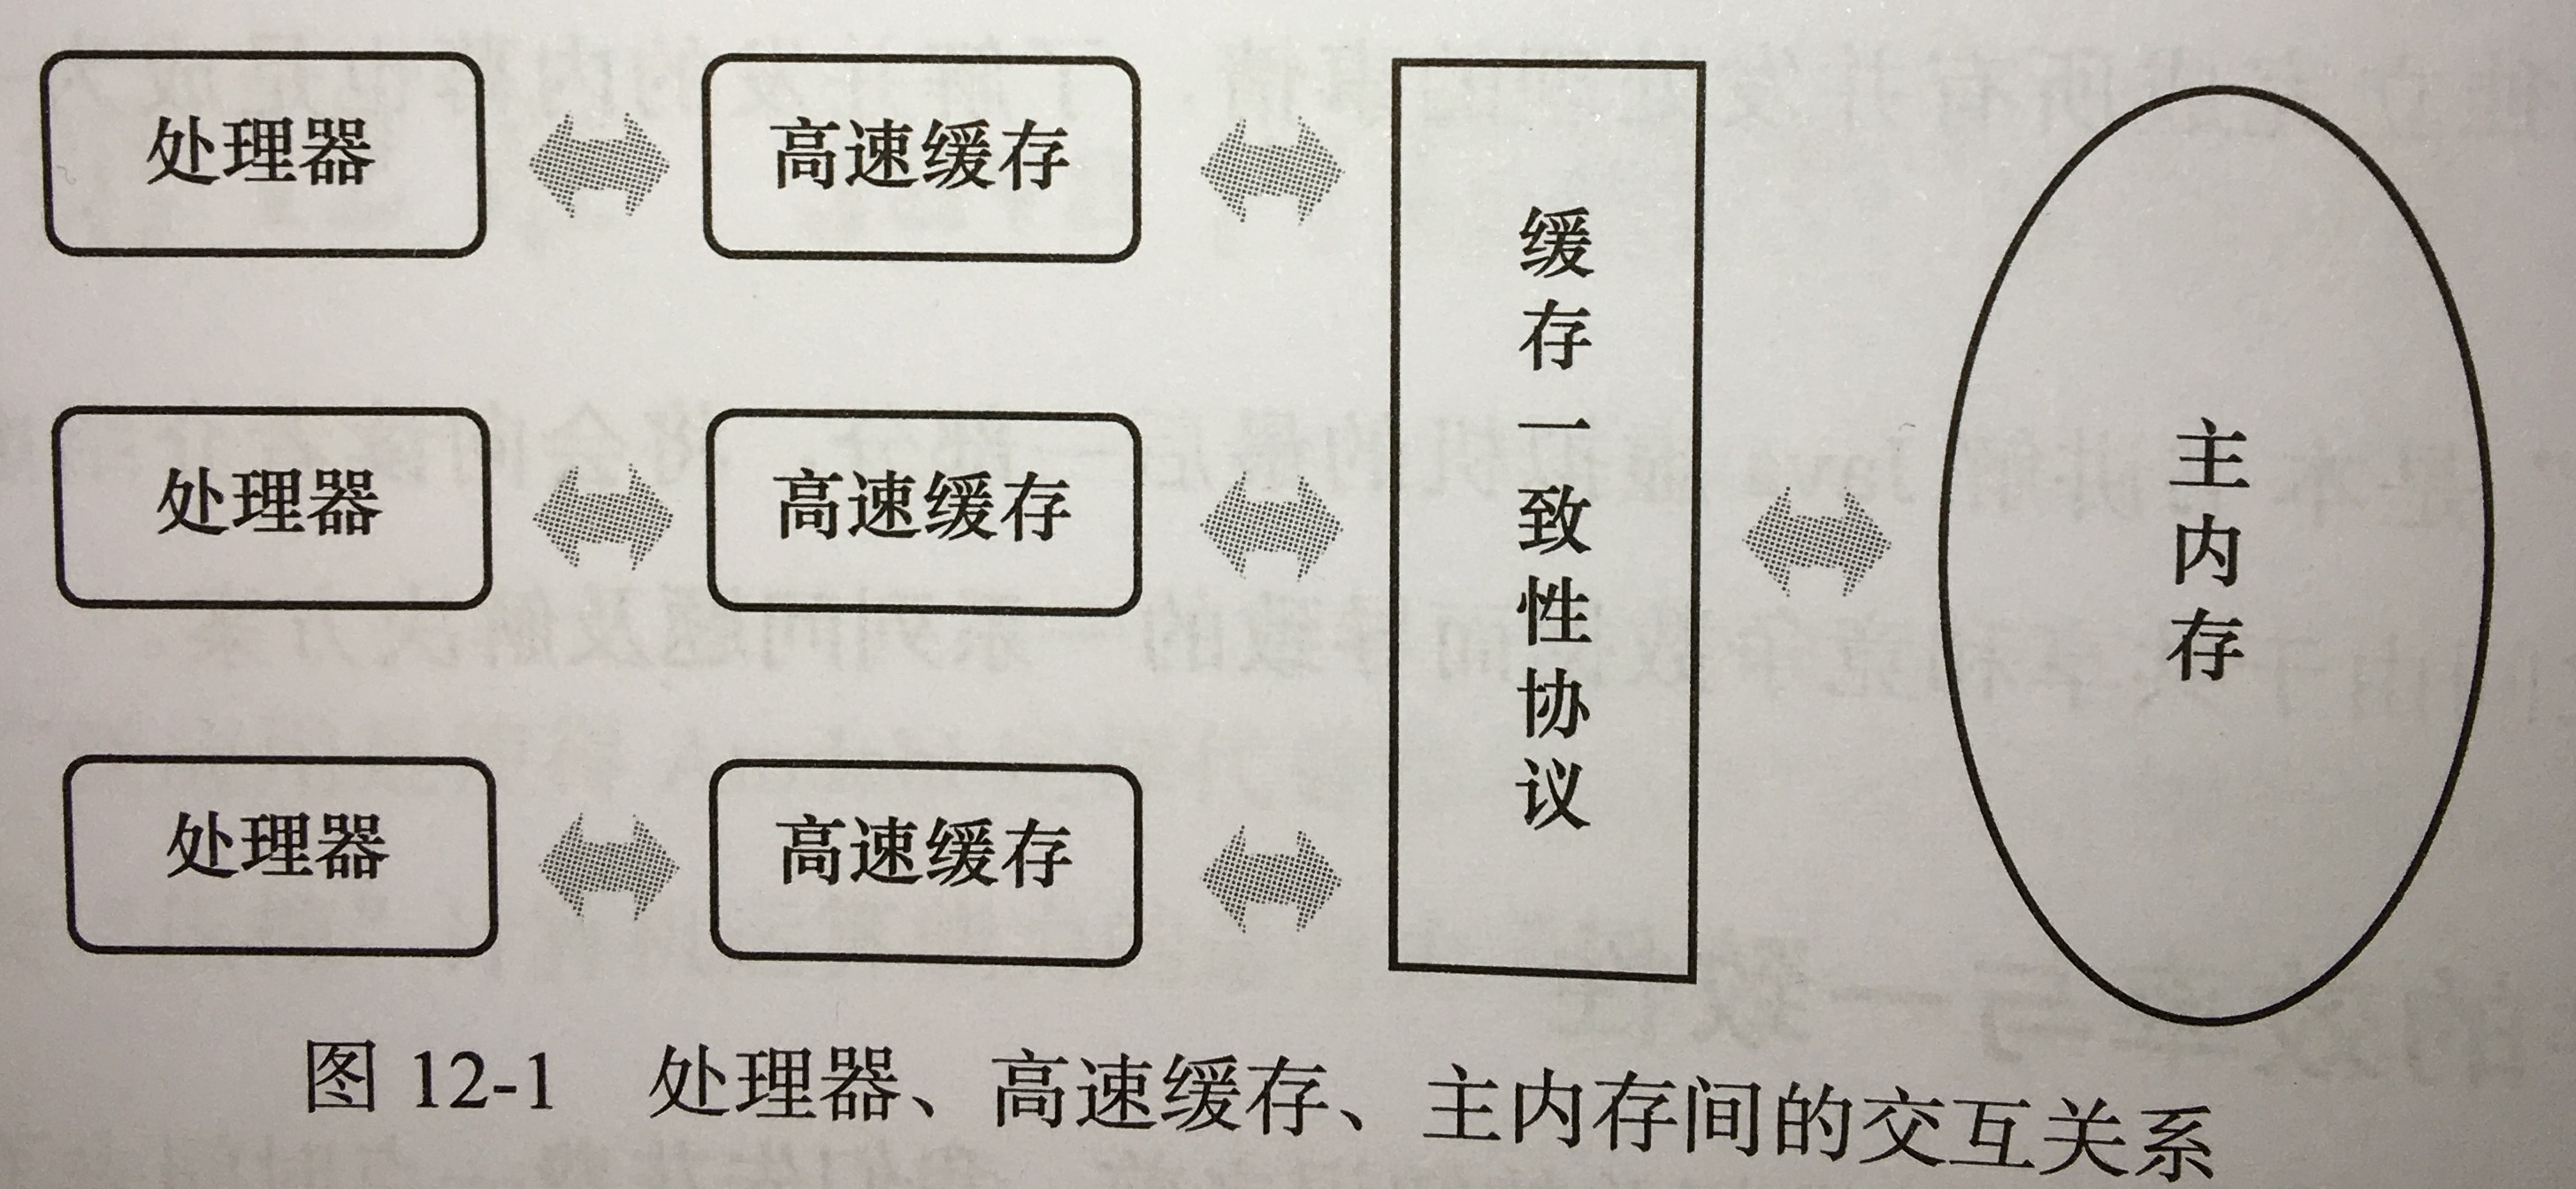 处理器
高速缓存
处理器
高速缓存
处理器
高速缓存
缓存一致性协议
主内存
图 12-1 处理器、高速缓存、主内存间的交互关系